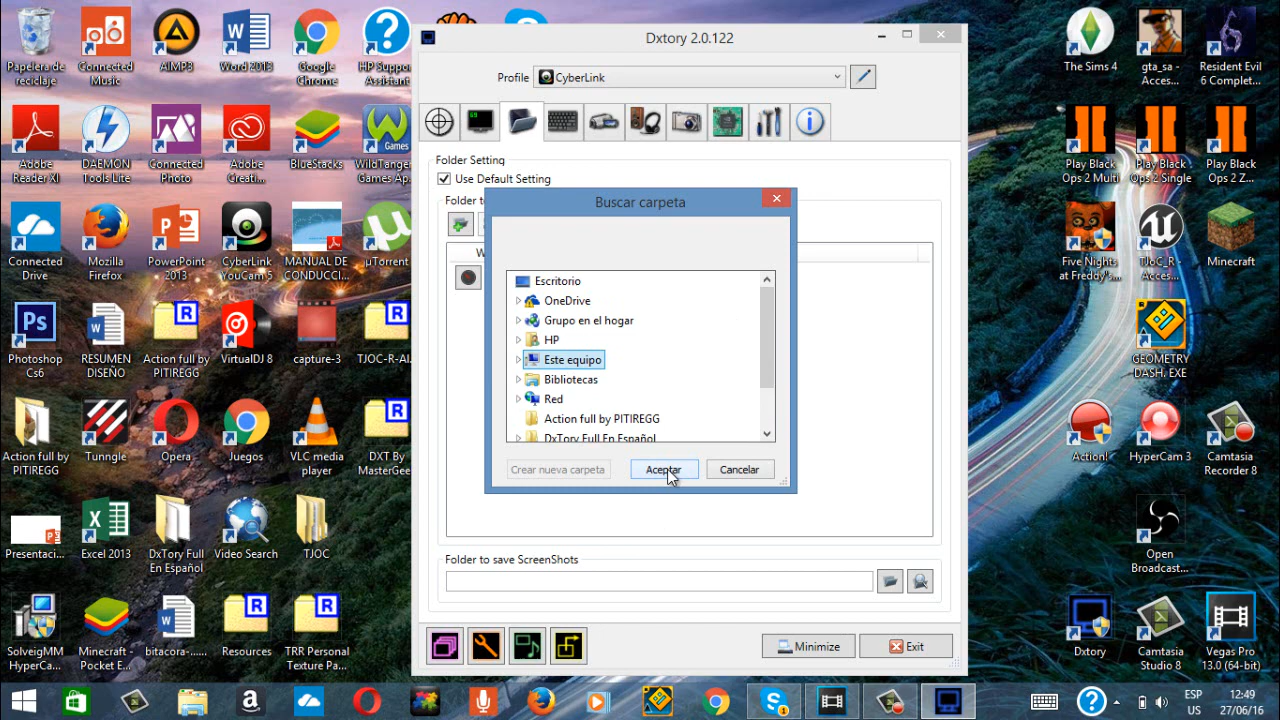 Dxtory 2.0.122
Profile
CyberLink
Folder Setting
Use Default Setting
Folder to
W
Buscar carpeta
Escritorio
OneDrive
Grupo en el hogar
HP
Este equipo
Bibliotecas
Red
Action full by PITIREGG
DxTory Full En Español
Crear nueva carpeta
Aceptar
Cancelar
Folder to save ScreenShots
Minimize
Exit
Papelera de
reciclaje
Connected
Music
AIMP3
Word 2013
Google
Chrome
HP Support
Assistant
Adobe
Reader XI
DAEMON
Tools Lite
Connected
Photo
Adobe
Creati...
BlueStacks
WildTangent
Games Ap...
Connected
Drive
Mozilla
Firefox
PowerPoint
2013
CyberLink
YouCam 5
MANUAL DE
CONDUCCI...
µTorrent
Photoshop
Cs6
RESUMEN
DISEÑO
Action full by
PITIREGG
VirtualDJ 8
capture-3
TJOC-R-Al...
Action full by
PITIREGG
Tunngle
Opera
Juegos
VLC media
player
DXT By
MasterGee
Presentaci...
Excel 2013
DxTory Full
En Español
Video Search
TJOC
SolveigMM
HyperCa...
Minecraft -
Pocket E...
bitacora-......
Resources
TRR Personal
Texture Pa...
The Sims 4
gta_sa -
Acces...
Resident Evil
6 Complet...
Play Black
Ops 2 Multi
Play Black
Ops 2 Single
Play Black
Ops 2 Z...
Five Nights
at Freddy's...
TJoC_R -
Acces...
Minecraft
GEOMETRY
DASH. EXE
Action!
HyperCam 3
Camtasia
Recorder 8
Open
Broadcast...
Dxtory
Camtasia
Studio 8
Vegas Pro
13.0 (64-bit)
ESP
US
12:49
27/06/16